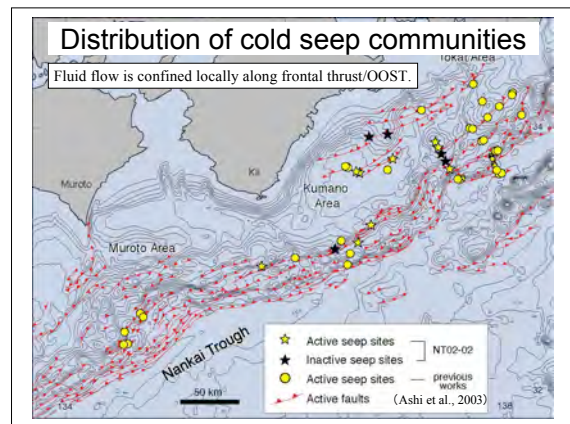 Distribution of cold seep communities
Tokai Area
Fluid flow is confined locally along frontal thrust/OOST.
34
Kii
Muroto
Kumano
Area
Muroto Area
Nankai Trough
Active seep sites
Inactive seep sites
NT02-02
Active seep sites
previous
works
Active faults
(Ashi et al., 2003)
50 km
32
134
136